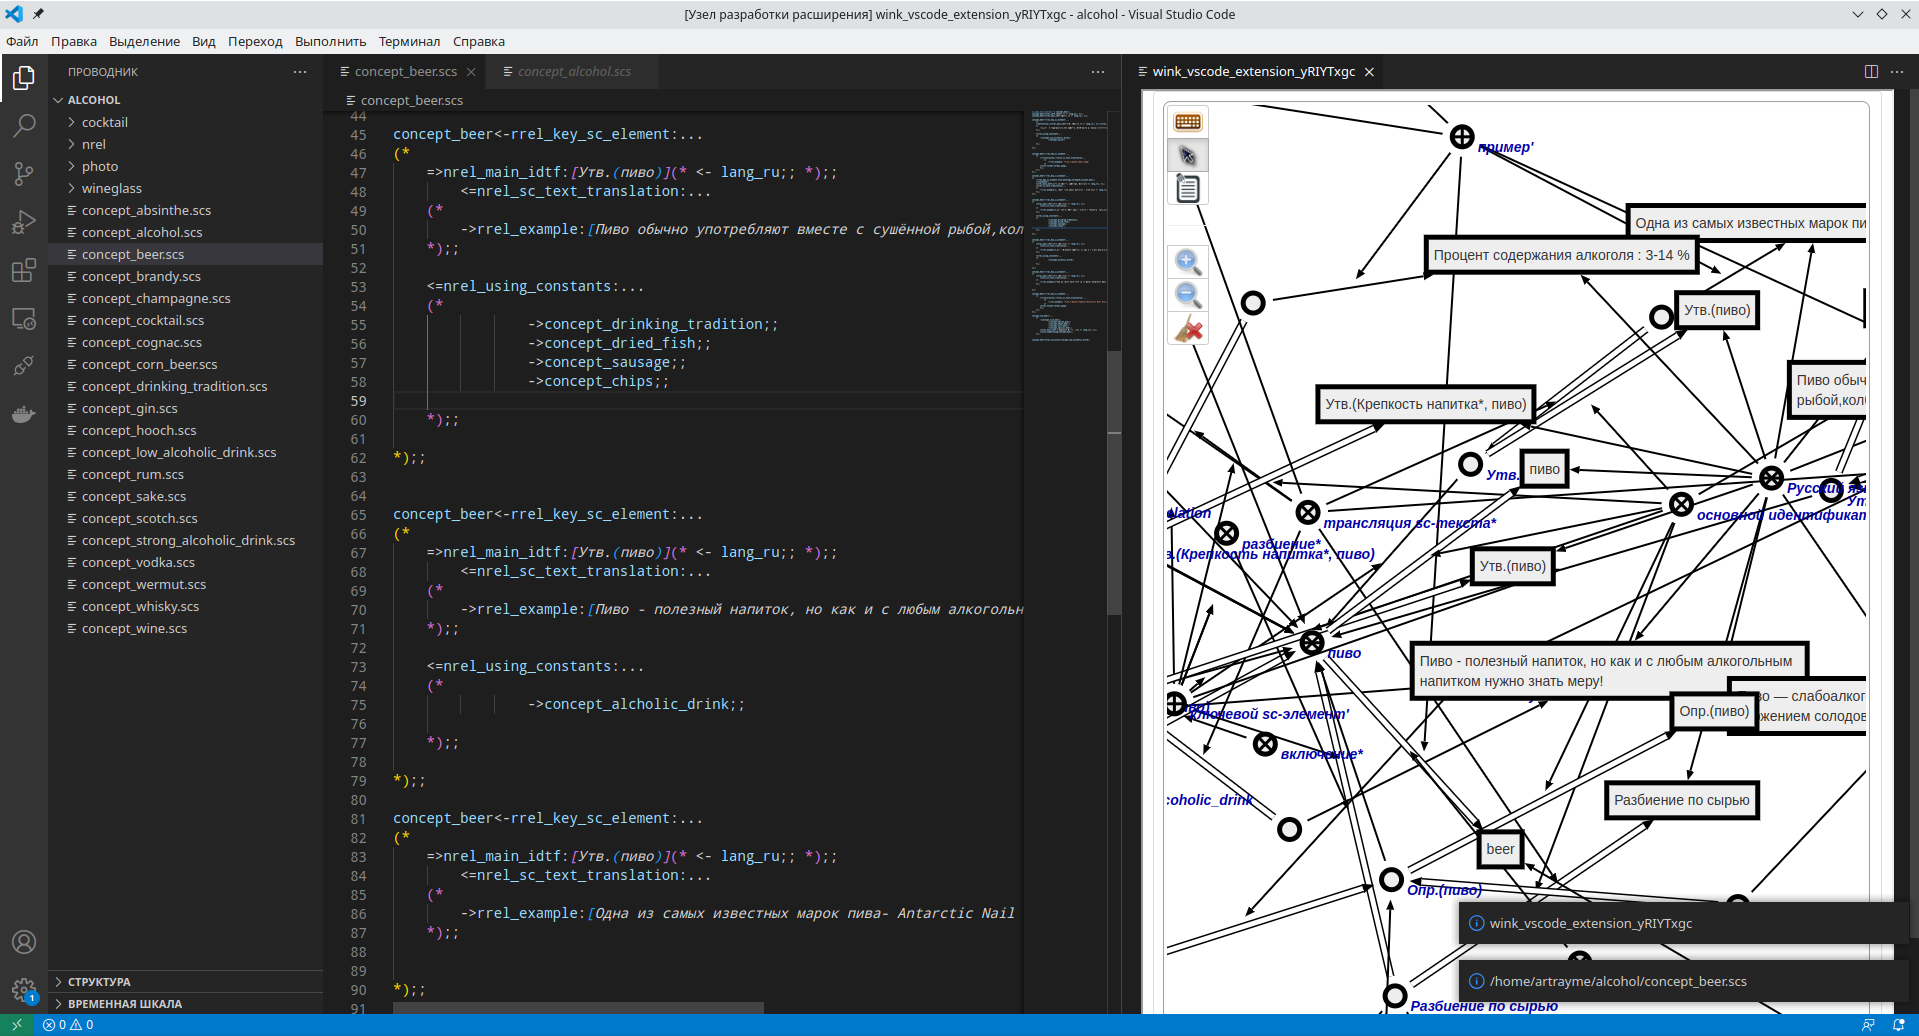 [Узел разработки расширения] wink_vscode_extension_yRIYTxgc - alcohol - Visual Studio Code
Файл Правка Выделение Вид Переход Выполнить Терминал Справка
ПРОВОДНИК
ALCOHOL
cocktail
nrel
photo
wineglass
concept_absinthe.scs
concept_alcohol.scs
concept_beer.scs
concept_brandy.scs
concept_champagne.scs
concept_cocktail.scs
concept_cognac.scs
concept_corn_beer.scs
concept_drinking_tradition.scs
concept_gin.scs
concept_hooch.scs
concept_low_alcoholic_drink.scs
concept_rum.scs
concept_sake.scs
concept_scotch.scs
concept_strong_alcoholic_drink.scs
concept_vodka.scs
concept_wermut.scs
concept_whisky.scs
concept_wine.scs
СТРУКТУРА
ВРЕМЕННАЯ ШКАЛА
1
0 0
concept_beer.scs concept_alcohol.scs
concept_beer.scs
44
45 concept_beer<-rrel_key_sc_element:...
46 (*
47 =>nrel_main_idtf:[Утв.(пиво)](* <- lang_ru;; *);;
48 <=nrel_sc_text_translation:...
49 (*
50 ->rrel_example:[Пиво обычно употребляют вместе с сушённой рыбой,кол
51 *);;
52
53 <=nrel_using_constants:...
54 (*
55 ->concept_drinking_tradition;;
56 ->concept_dried_fish;;
57 ->concept_sausage;;
58 ->concept_chips;;
59
60 *);;
61
62 *);;
63
64
65 concept_beer<-rrel_key_sc_element:...
66 (*
67 =>nrel_main_idtf:[Утв.(пиво)](* <- lang_ru;; *);;
68 <=nrel_sc_text_translation:...
69 (*
70 ->rrel_example:[Пиво - полезный напиток, но как и с любым алкогольн
71 *);;
72
73 <=nrel_using_constants:...
74 (*
75 ->concept_alcholic_drink;;
76
77 *);;
78
79 *);;
80
81 concept_beer<-rrel_key_sc_element:...
82 (*
83 =>nrel_main_idtf:[Утв.(пиво)](* <- lang_ru;; *);;
84 <=nrel_sc_text_translation:...
85 (*
86 ->rrel_example:[Одна из самых известных марок пива- Antarctic Nail
87 *);;
88
89
90 *);;
91
wink_vscode_extension_yRIYTxgc
пример'
Одна из самых известных марок пи
Процент содержания алкоголя : 3-14 %
Утв.(пиво)
Пиво обыч
рыбой,кол
Утв.(Крепкость напитка*, пиво)
Утв.
пиво
Русский яз
основной идентификат
lation
трансляция sc-текста*
разбиение*
.(Крепкость напитка*, пиво)
Утв.(пиво)
пиво
Пиво - полезный напиток, но как и с любым алкогольным
напитком нужно знать меру!
во — слабоалког
Опр.(пиво)
жением солодов
ключевой sc-элемент'
включение*
coholic_drink
Разбиение по сырью
beer
Опр.(пиво)
wink_vscode_extension_yRIYTxgc
/home/artrayme/alcohol/concept_beer.scs
Разбиение по сырью